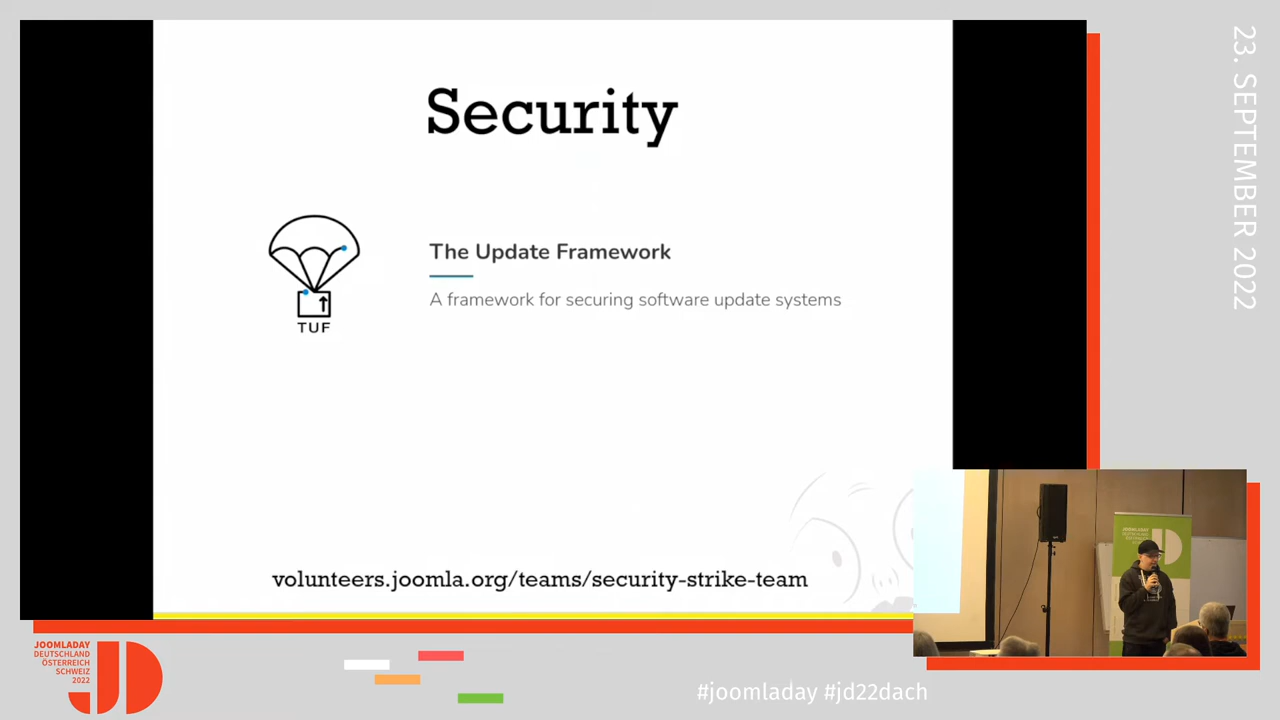 Security
The Update Framework
A framework for securing software update systems
TUF
volunteers.joomla.org/teams/security-strike-team
23. SEPTEMBER 2022
JOOMLADAY
DEUTSCHLAND
ÖSTERREICH
SCHWEIZ
2022
#joomladay #jd22dach
JOOMLADAY